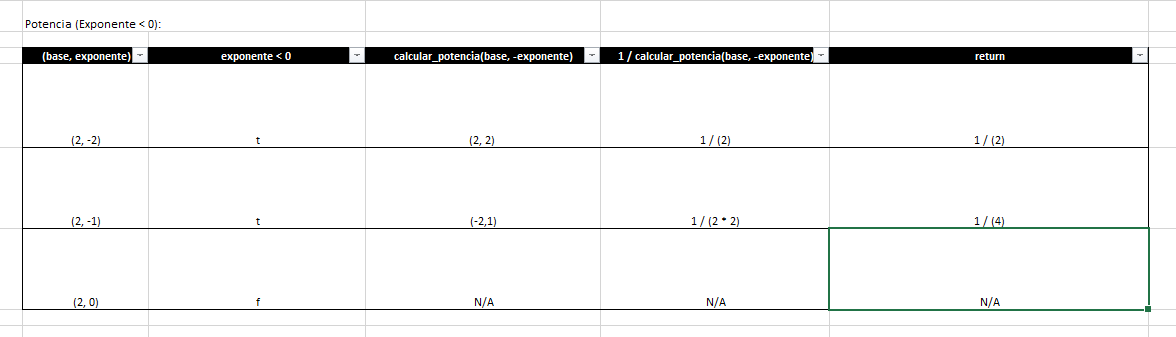 Potencia (Exponente < 0):
(base, exponente) exponente < 0 calcular_potencia(base, -exponente) 1 / calcular_potencia(base, -exponente) return
(2, -2) t (2, 2) 1 / (2) 1 / (2)
(2, -1) t (-2,1) 1 / (2 * 2) 1 / (4)
(2, 0) f N/A N/A N/A